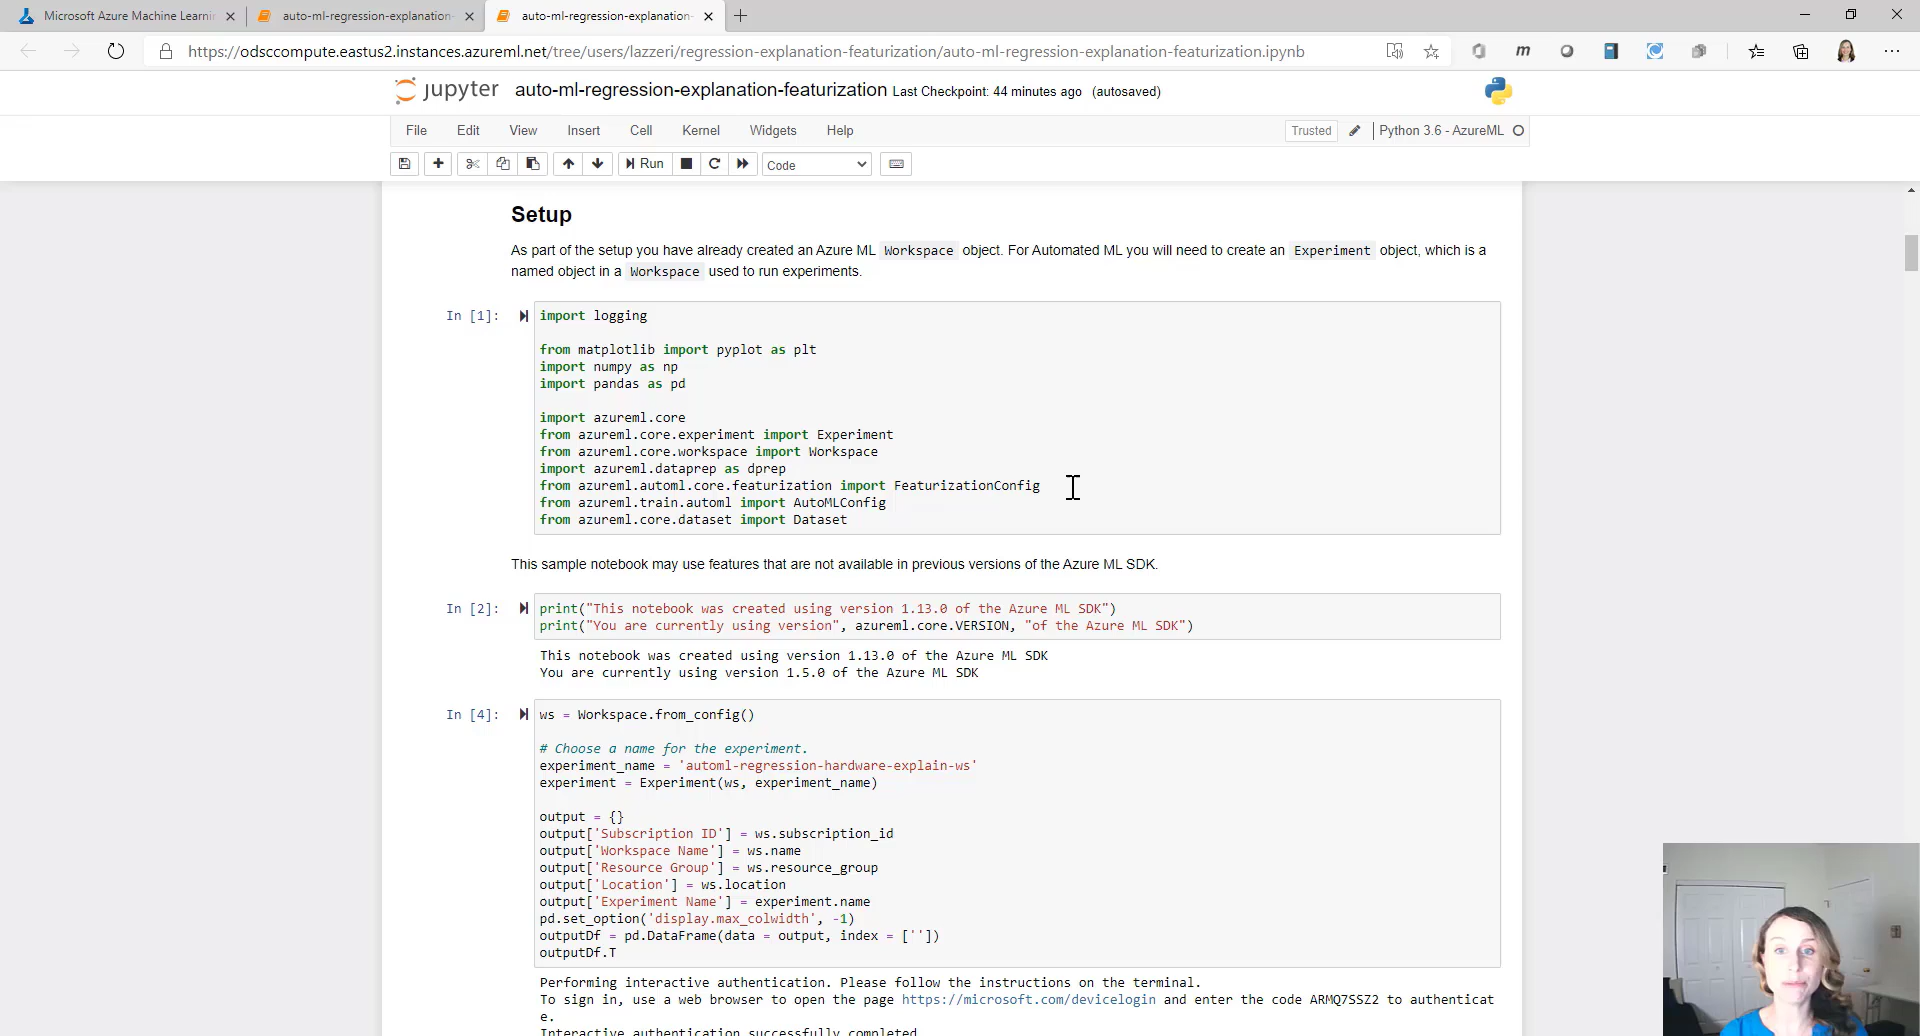 Microsoft Azure Machine Learni
auto-ml-regression-explanation-
auto-ml-regression-explanation-
https://odsccompute.eastus2.instances.azureml.net/tree/users/lazzeri/regression-explanation-featurization/auto-ml-regression-explanation-featurization.ipynb
jupyter auto-ml-regression-explanation-featurization Last Checkpoint: 44 minutes ago (autosaved)
File Edit View Insert Cell Kernel Widgets Help Trusted Python 3.6 - AzureML
Run Code
Setup
As part of the setup you have already created an Azure ML Workspace object. For Automated ML you will need to create an Experiment object, which is a
named object in a Workspace used to run experiments.
In [1]: import logging
from matplotlib import pyplot as plt
import numpy as np
import pandas as pd
import azureml.core
from azureml.core.experiment import Experiment
from azureml.core.workspace import Workspace
import azureml.dataprep as dprep
from azureml.automl.core.featurization import FeaturizationConfig
from azureml.train.automl import AutoMLConfig
from azureml.core.dataset import Dataset
This sample notebook may use features that are not available in previous versions of the Azure ML SDK.
In [2]: print("This notebook was created using version 1.13.0 of the Azure ML SDK")
print("You are currently using version", azureml.core.VERSION, "of the Azure ML SDK")
This notebook was created using version 1.13.0 of the Azure ML SDK
You are currently using version 1.5.0 of the Azure ML SDK
In [4]: ws = Workspace.from_config()
# Choose a name for the experiment.
experiment_name = 'automl-regression-hardware-explain-ws'
experiment = Experiment(ws, experiment_name)
output = {}
output['Subscription ID'] = ws.subscription_id
output['Workspace Name'] = ws.name
output['Resource Group'] = ws.resource_group
output['Location'] = ws.location
output['Experiment Name'] = experiment.name
pd.set_option('display.max_colwidth', -1)
outputDf = pd.DataFrame(data = output, index = [''])
outputDf.T
Performing interactive authentication. Please follow the instructions on the terminal.
To sign in, use a web browser to open the page https://microsoft.com/devicelogin and enter the code ARMQ7SSZ2 to authenticat
e.
Interactive authentication successfully completed